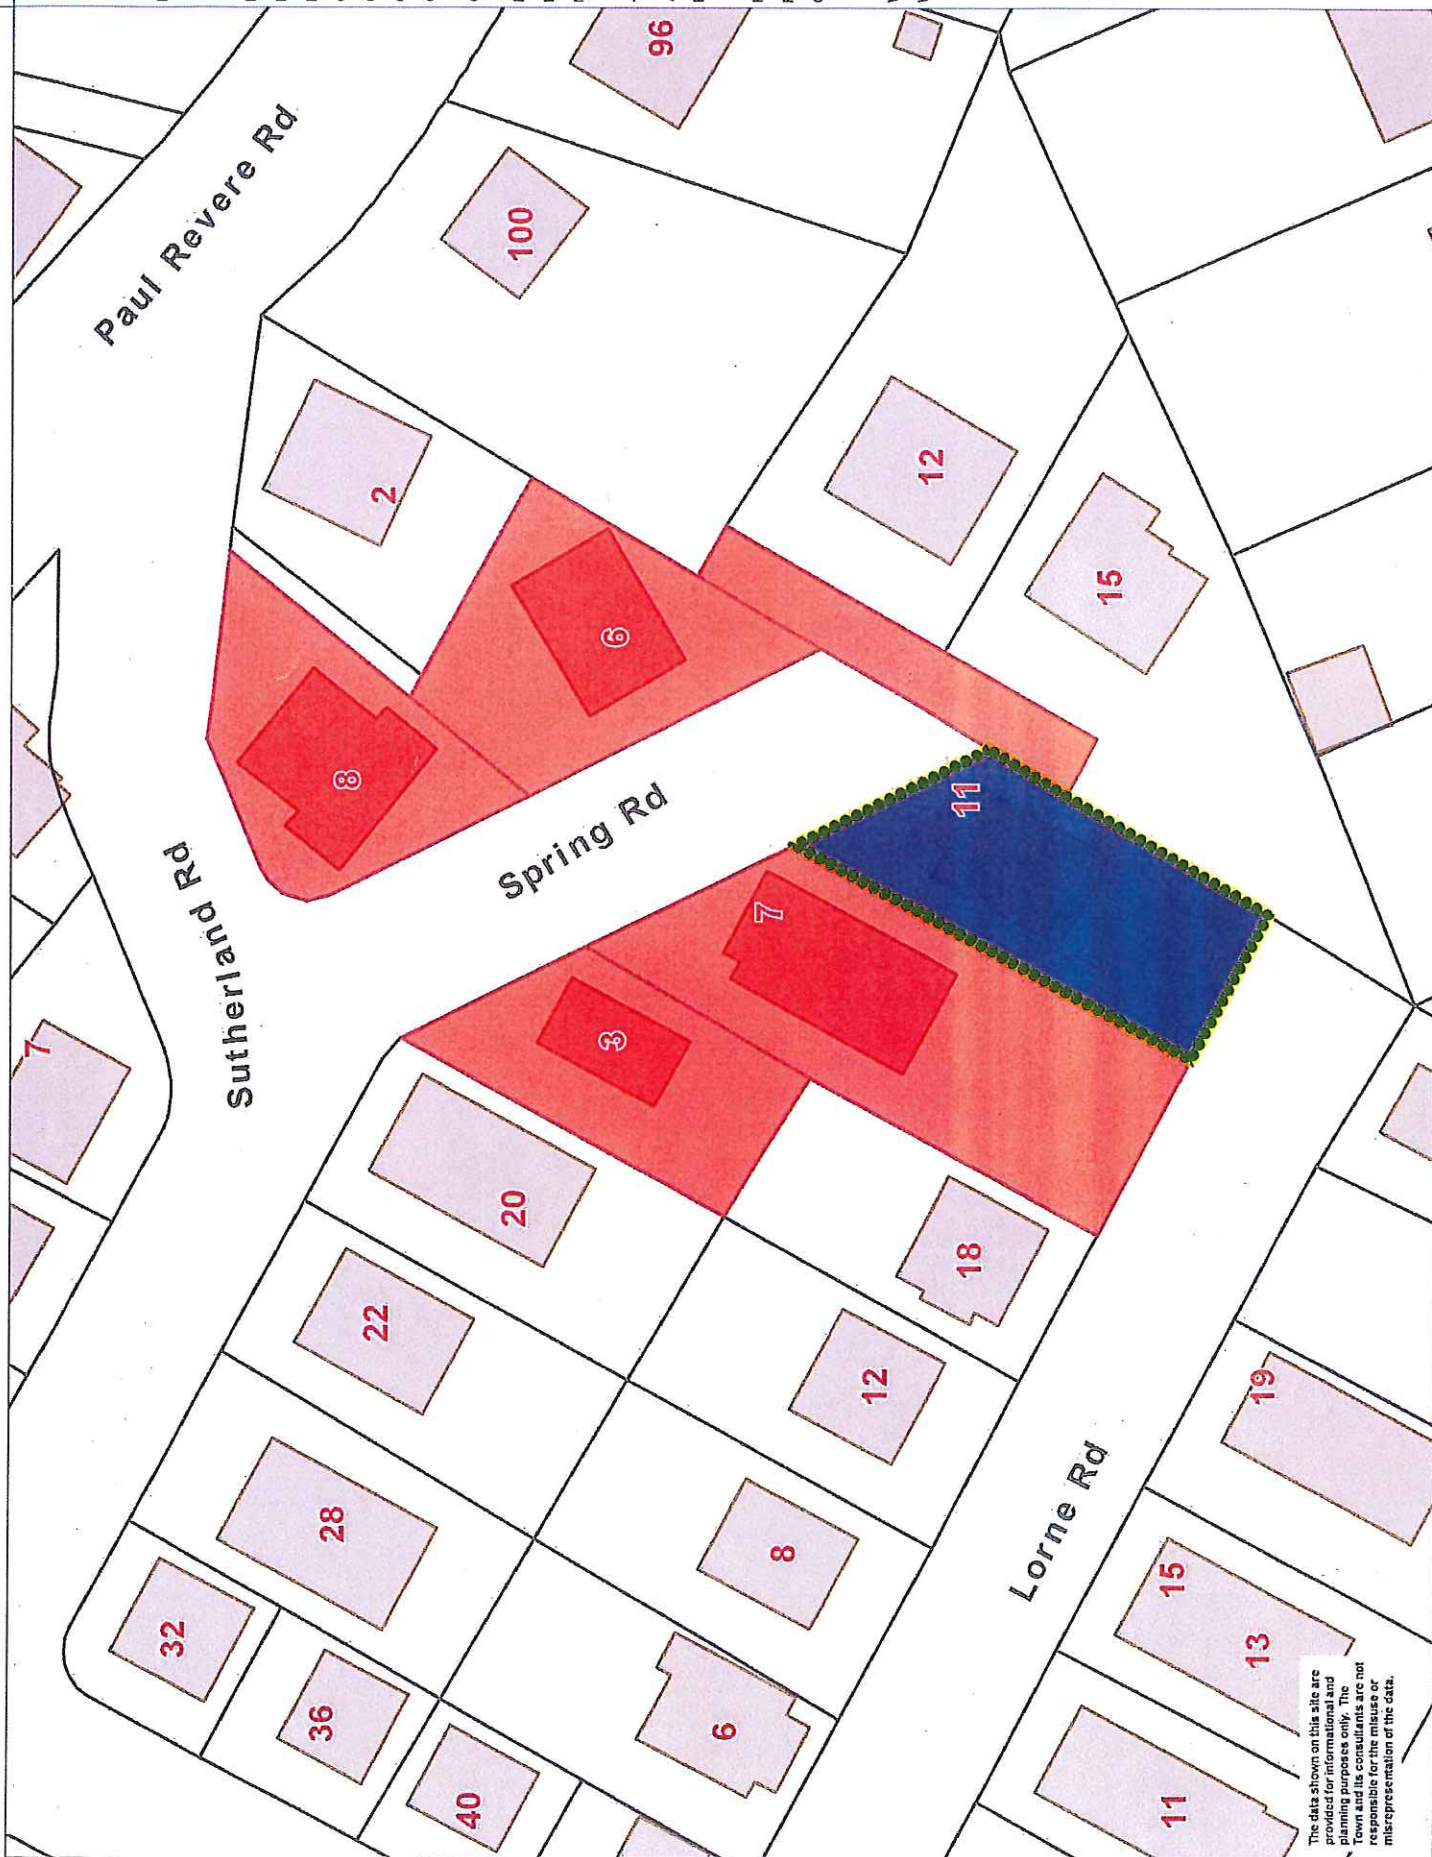 96
100
Paul Revere Rd
2
12
15
6
8
Spring Rd
11
7
3
Sutherland Rd
7
20
22
18
12
28
8
32
36
6
40
Lorne Rd
19
15
13
11
The data shown on this site are
provided for informational and
planning purposes only. The
Town and its consultants are not
responsible for the misuse or
misrepresentation of the data.